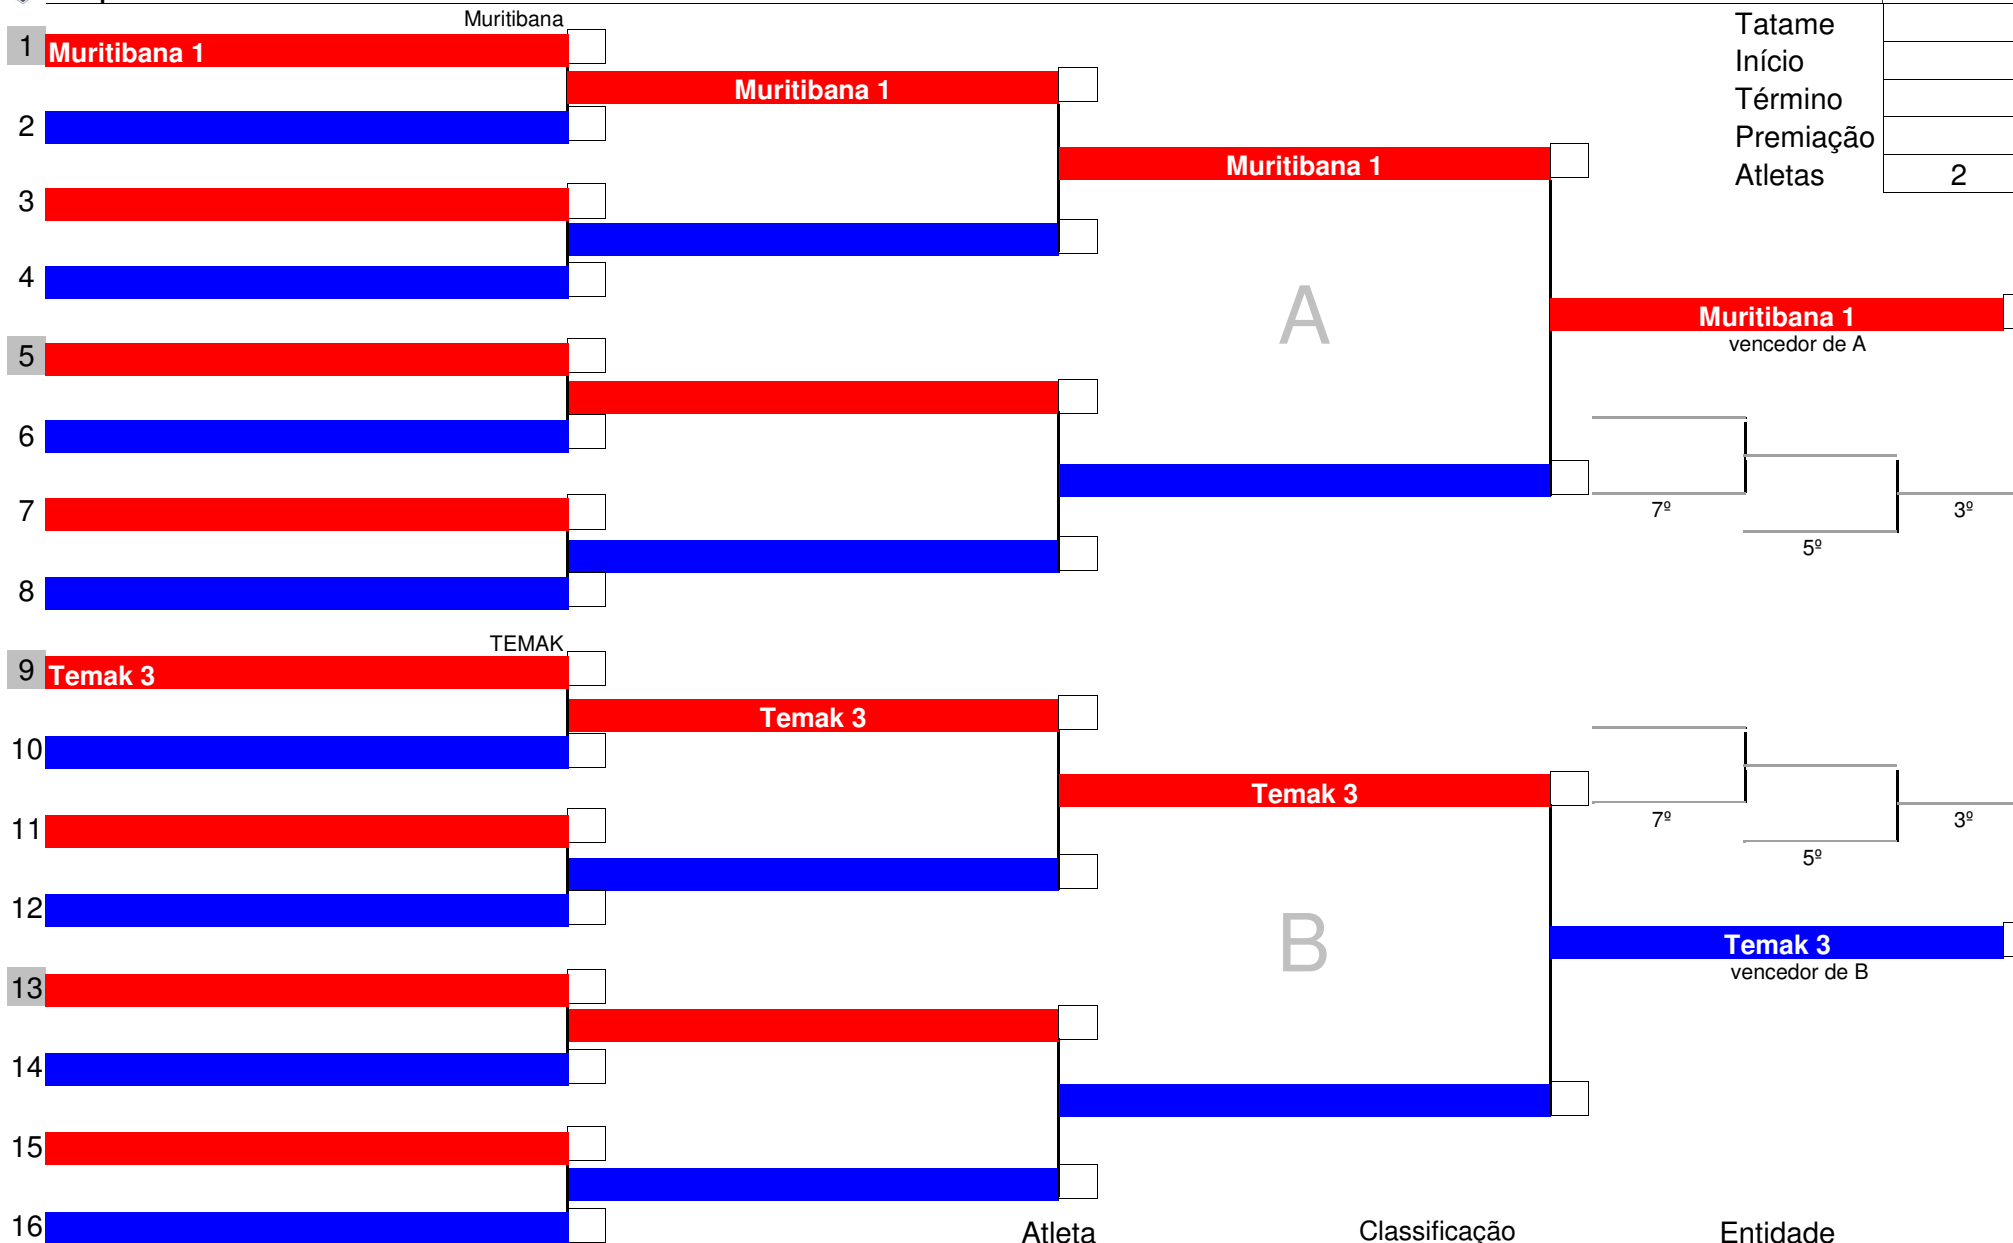 Muritibana
Tatame
1 Muritibana 1
Início
Muritibana 1
Término
2
Premiação
Muritibana 1
Atletas 2
3
4
A
Muritibana 1
vencedor de A
5
6
7
7º
3º
5º
8
TEMAK
9 Temak 3
Temak 3
10
Temak 3
11
7º
3º
5º
12
B
Temak 3
vencedor de B
13
14
15
16
Atleta Classificação Entidade